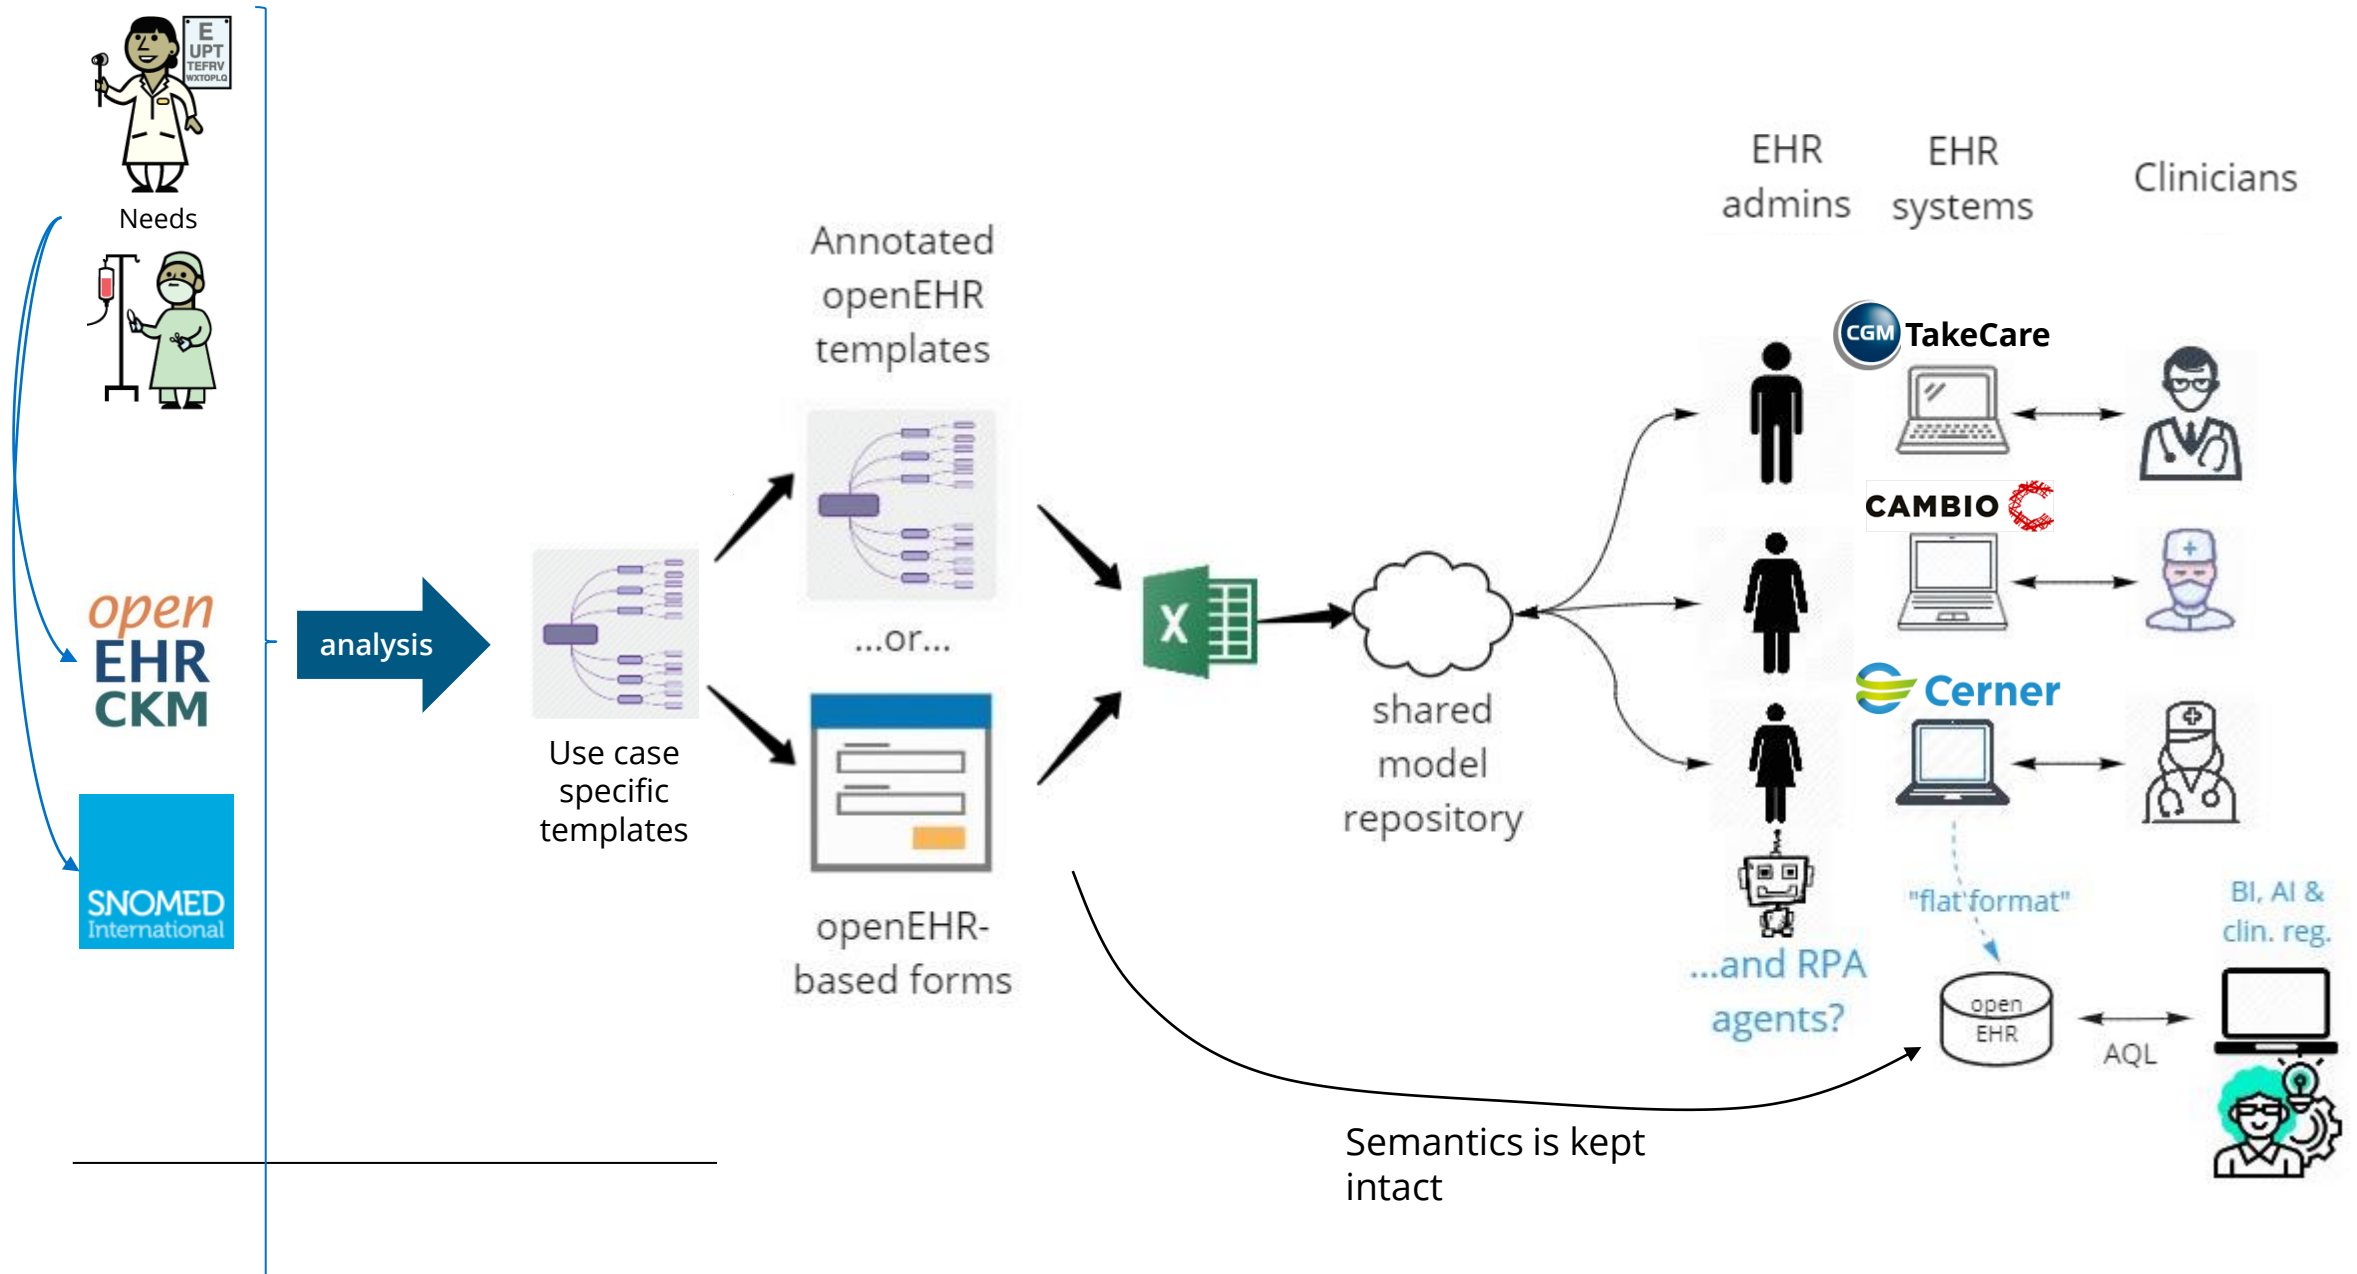 E
UPT
TEFRV
WXTOPLQ
Needs
open
EHR
CKM
SNOMED
International
analysis
Use case
specific
templates
Annotated
openEHR
templates
...or...
openEHR-
based forms
X
shared
model
repository
EHR
admins
EHR
systems
Clinicians
CGM TakeCare
CAMBIO
Cerner
...and RPA
agents?
"flat format"
open
EHR
AQL
BI, AI &
clin. reg.
Semantics is kept
intact